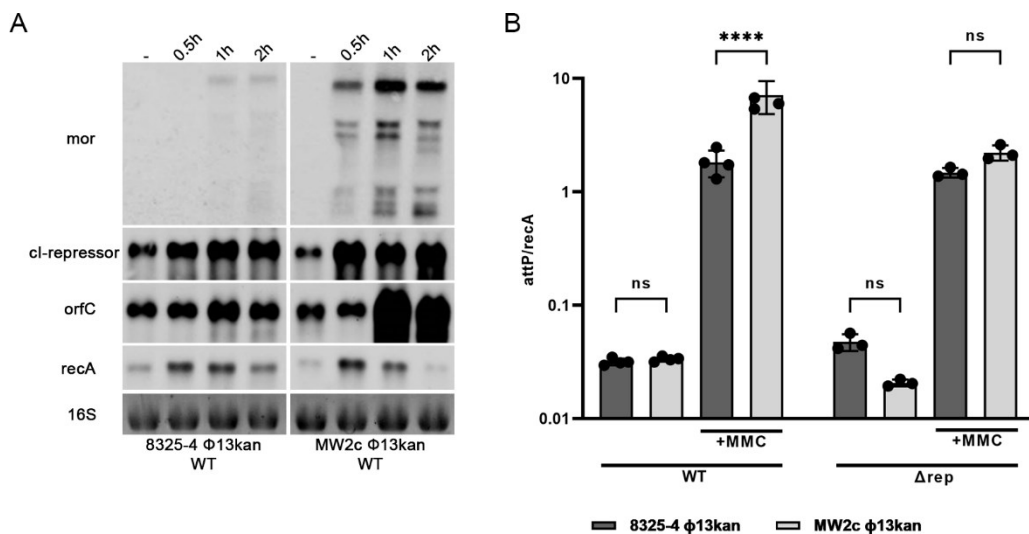 A
- 0.5h 1h 2h - 0.5h 1h 2h
mor
cI-repressor
orfC
recA
16S
8325-4 Φ13kan
WT
MW2c Φ13kan
WT
B
attP/recA
10
1
0.1
0.01
ns
****
ns
ns
+MMC
+MMC
WT
Δrep
8325-4 ϕ13kan
MW2c ϕ13kan